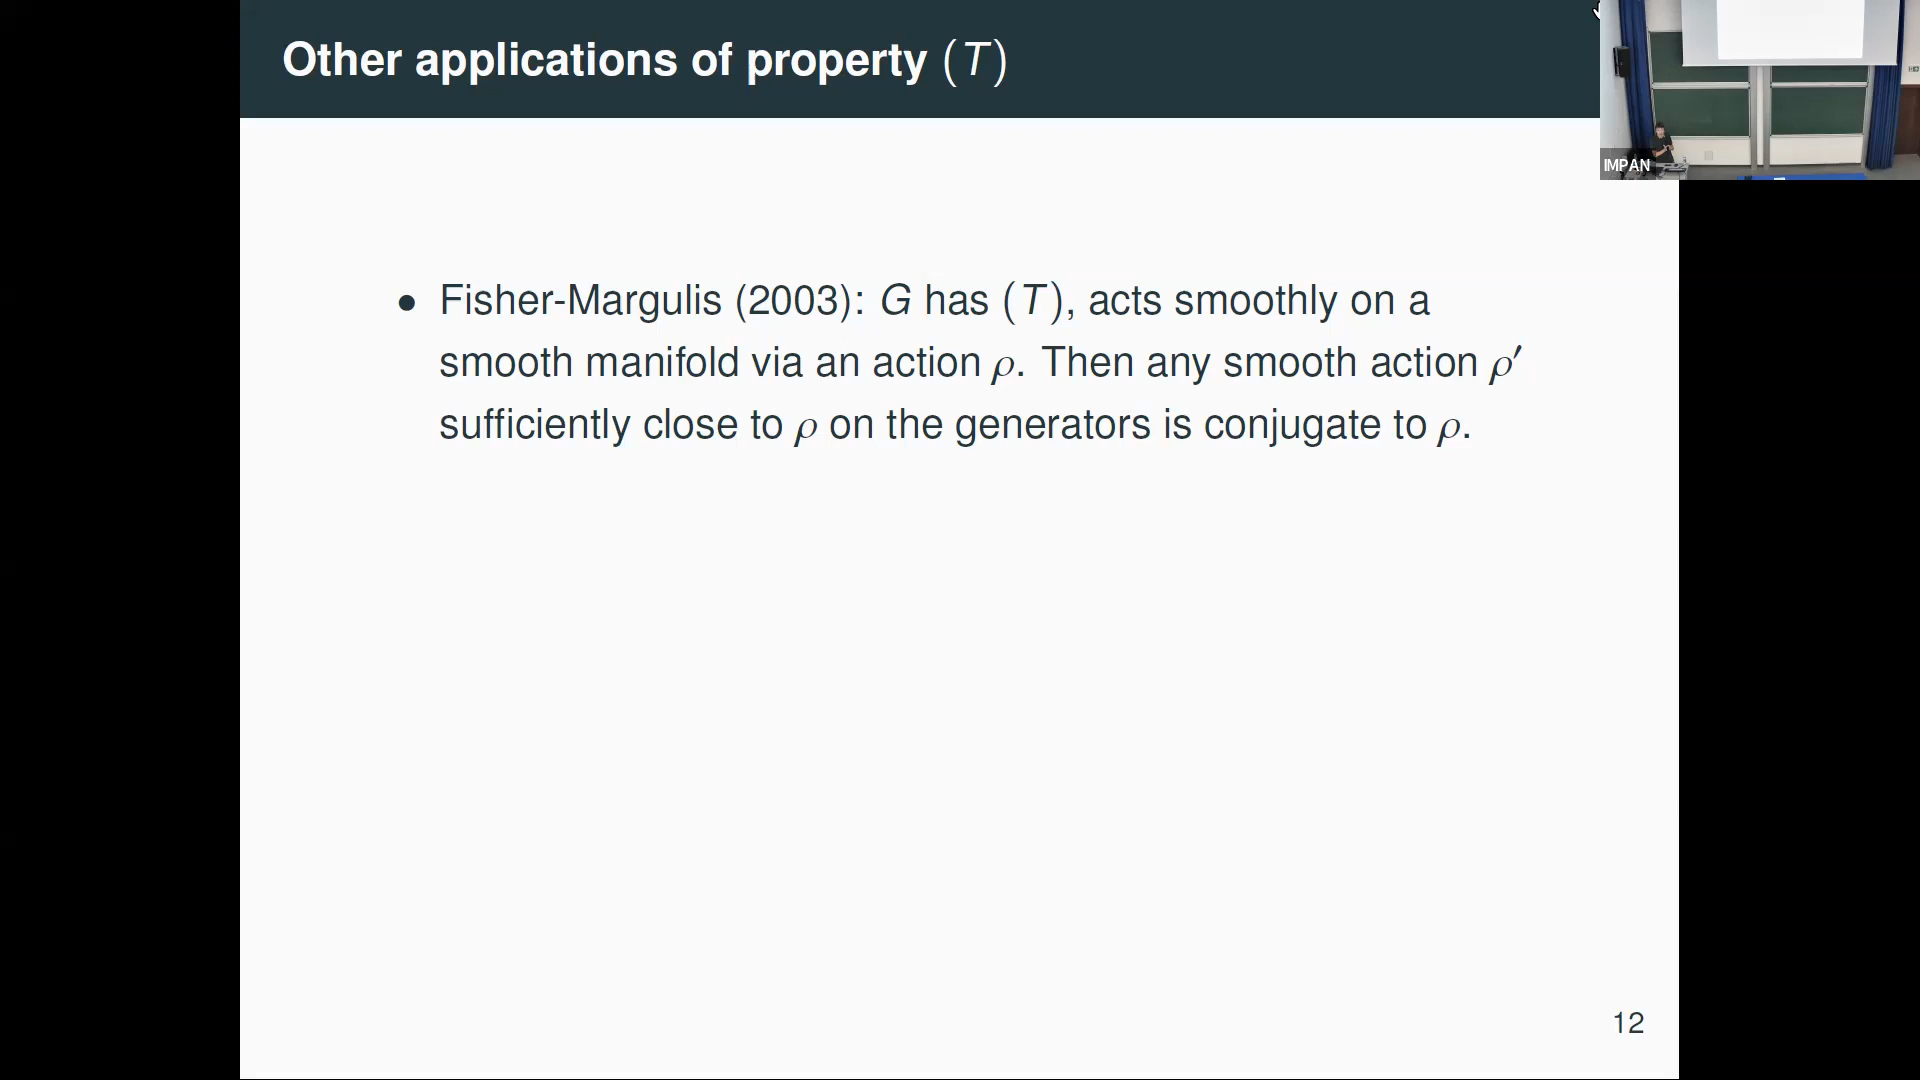 Other applications of property (T)
IMPAN
• Fisher-Margulis (2003): G has (T), acts smoothly on a
smooth manifold via an action ρ. Then any smooth action ρ′
sufficiently close to ρ on the generators is conjugate to ρ.
12